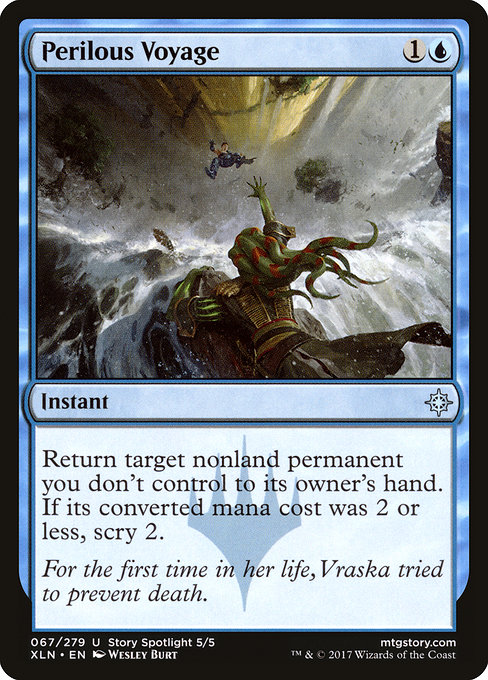 Perilous Voyage 1
Instant
Return target nonland permanent
you don't control to its owner's hand.
If its converted mana cost was 2 or
less, scry 2.
For the first time in her life, Vraska tried
to prevent death.
067/279 U Story Spotlight 5/5
mtgstory.com
XLN • EN Wesley Burt
™ & © 2017 Wizards of the Coast